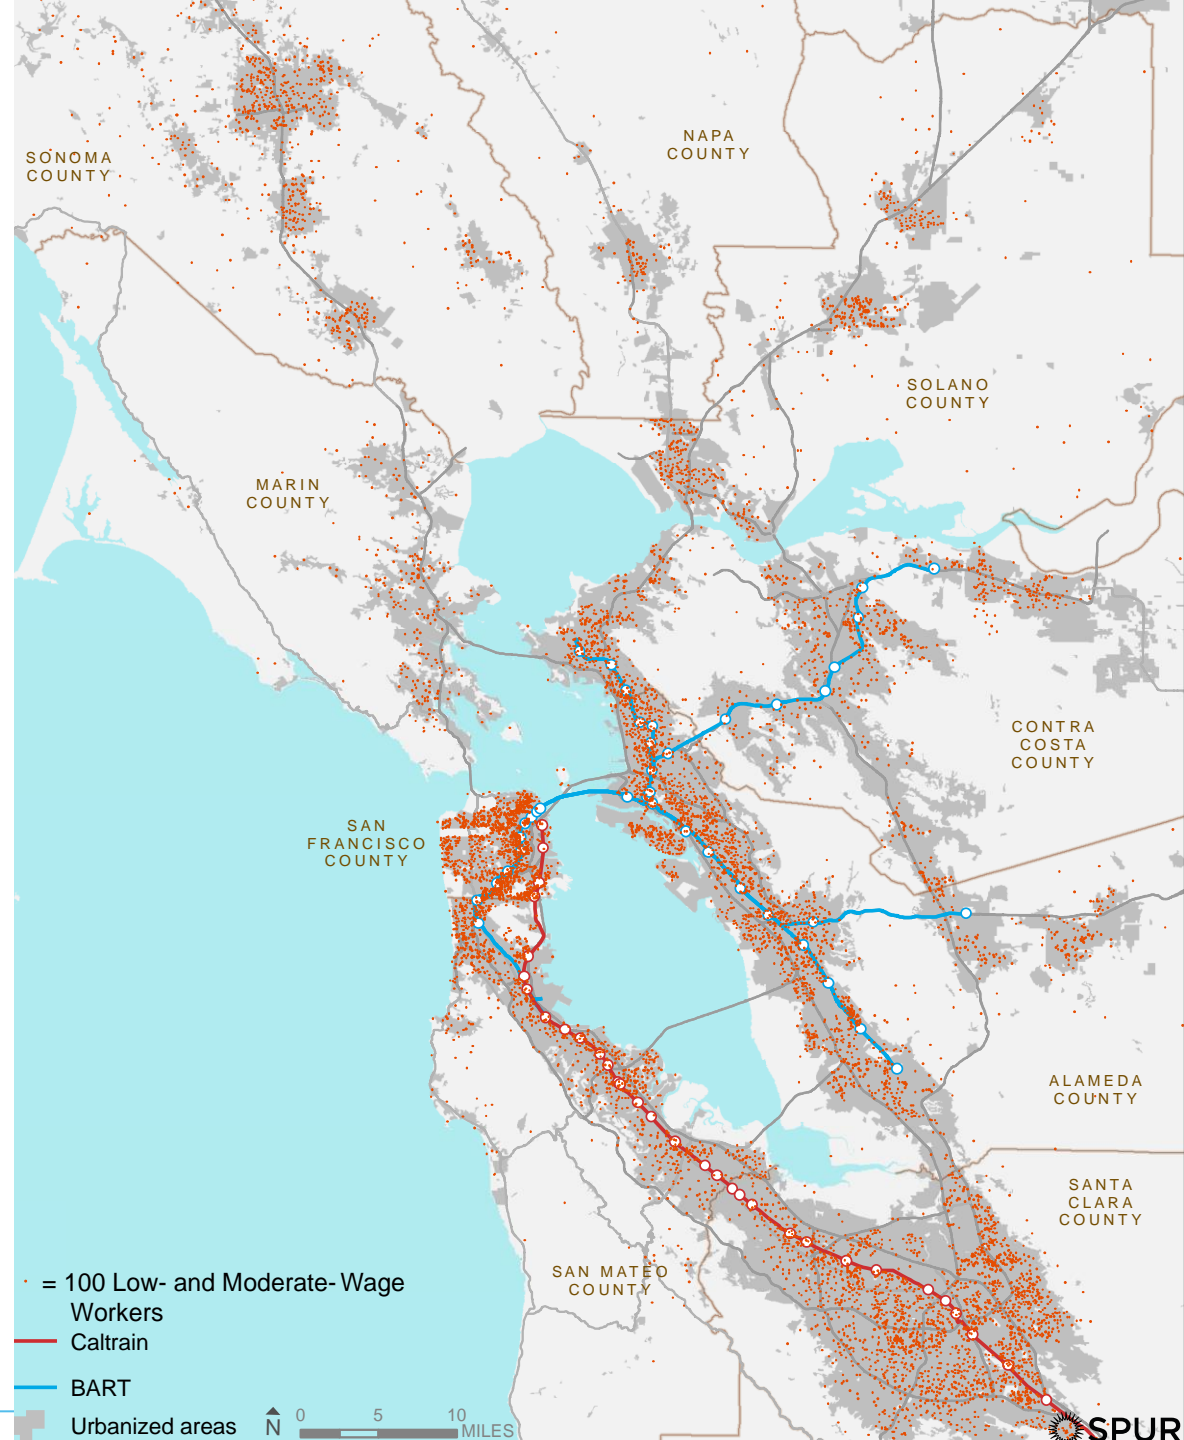 NAPA
COUNTY
SONOMA
COUNTY
SOLANO
COUNTY
MARIN
COUNTY
CONTRA
COSTA
COUNTY
SAN
FRANCISCO
COUNTY
ALAMEDA
COUNTY
SANTA
CLARA
COUNTY
SAN MATEO
COUNTY
= 100 Low- and Moderate-Wage
Workers
Caltrain
BART
Urbanized areas
N
0 5 10
MILES
SPUR